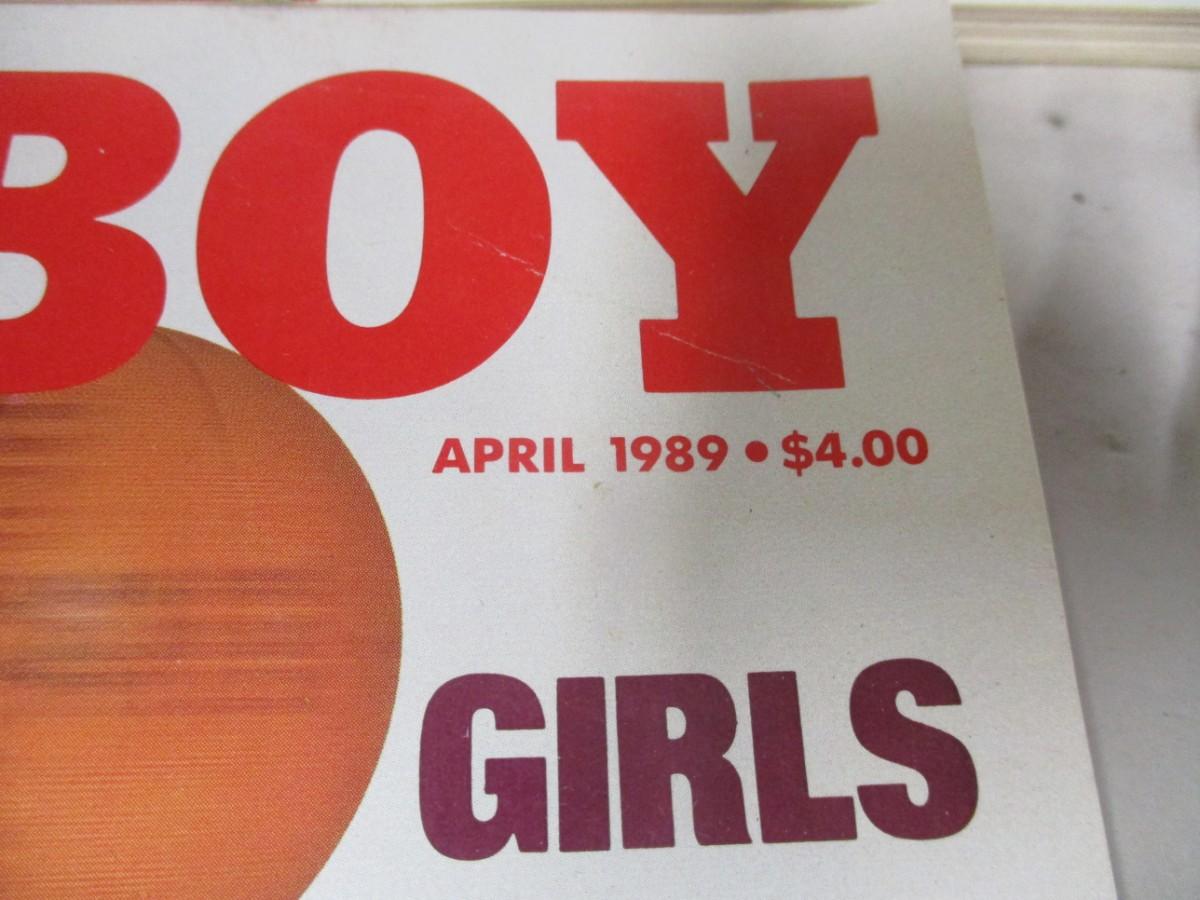 BOY
APRIL 1989 • $4.00
GIRLS